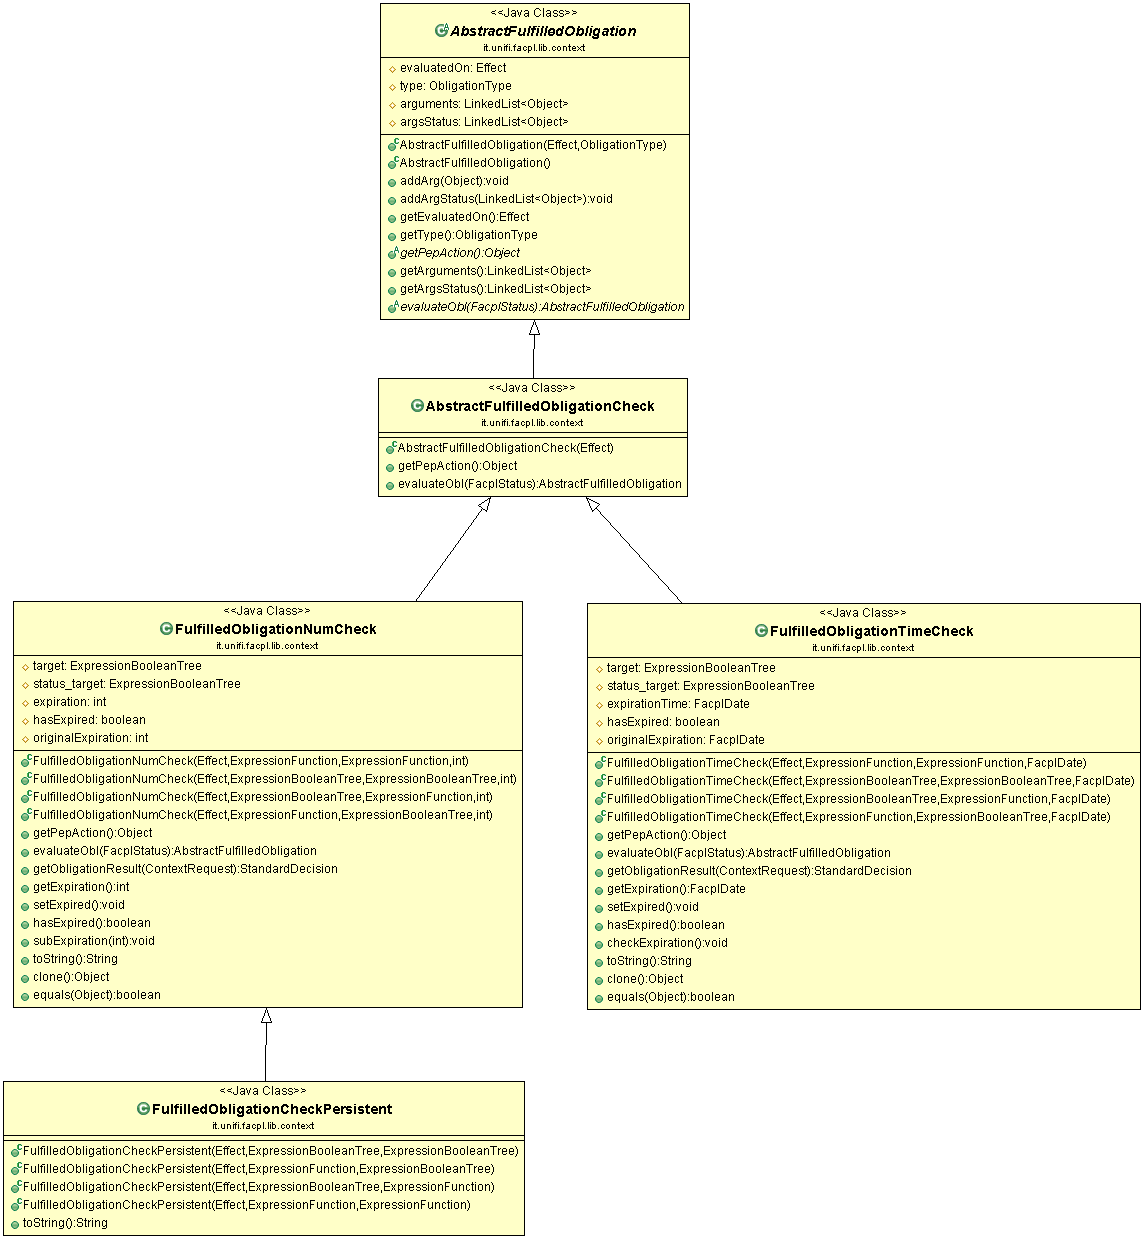 <<Java Class>>
AbstractFulfilledObligation
it.unifi.facpl.lib.context
evaluatedOn: Effect
type: ObligationType
arguments: LinkedList<Object>
argsStatus: LinkedList<Object>
AbstractFulfilledObligation(Effect,ObligationType)
AbstractFulfilledObligation()
addArg(Object):void
addArgStatus(LinkedList<Object>):void
getEvaluatedOn():Effect
getType():ObligationType
getPepAction():Object
getArguments():LinkedList<Object>
getArgsStatus():LinkedList<Object>
evaluateObl(FacplStatus):AbstractFulfilledObligation
<<Java Class>>
AbstractFulfilledObligationCheck
it.unifi.facpl.lib.context
AbstractFulfilledObligationCheck(Effect)
getPepAction():Object
evaluateObl(FacplStatus):AbstractFulfilledObligation
<<Java Class>>
FulfilledObligationNumCheck
it.unifi.facpl.lib.context
target: ExpressionBooleanTree
status_target: ExpressionBooleanTree
expiration: int
hasExpired: boolean
originalExpiration: int
FulfilledObligationNumCheck(Effect,ExpressionFunction,ExpressionFunction,int)
FulfilledObligationNumCheck(Effect,ExpressionBooleanTree,ExpressionBooleanTree,int)
FulfilledObligationNumCheck(Effect,ExpressionBooleanTree,ExpressionFunction,int)
FulfilledObligationNumCheck(Effect,ExpressionFunction,ExpressionBooleanTree,int)
getPepAction():Object
evaluateObl(FacplStatus):AbstractFulfilledObligation
getObligationResult(ContextRequest):StandardDecision
getExpiration():int
setExpired():void
hasExpired():boolean
subExpiration(int):void
toString():String
clone():Object
equals(Object):boolean
<<Java Class>>
FulfilledObligationTimeCheck
it.unifi.facpl.lib.context
target: ExpressionBooleanTree
status_target: ExpressionBooleanTree
expirationTime: FacplDate
hasExpired: boolean
originalExpiration: FacplDate
FulfilledObligationTimeCheck(Effect,ExpressionFunction,ExpressionFunction,FacplDate)
FulfilledObligationTimeCheck(Effect,ExpressionBooleanTree,ExpressionBooleanTree,FacplDate)
FulfilledObligationTimeCheck(Effect,ExpressionBooleanTree,ExpressionFunction,FacplDate)
FulfilledObligationTimeCheck(Effect,ExpressionFunction,ExpressionBooleanTree,FacplDate)
getPepAction():Object
evaluateObl(FacplStatus):AbstractFulfilledObligation
getObligationResult(ContextRequest):StandardDecision
getExpiration():FacplDate
setExpired():void
hasExpired():boolean
checkExpiration():void
toString():String
clone():Object
equals(Object):boolean
<<Java Class>>
FulfilledObligationCheckPersistent
it.unifi.facpl.lib.context
FulfilledObligationCheckPersistent(Effect,ExpressionBooleanTree,ExpressionBooleanTree)
FulfilledObligationCheckPersistent(Effect,ExpressionFunction,ExpressionBooleanTree)
FulfilledObligationCheckPersistent(Effect,ExpressionBooleanTree,ExpressionFunction)
FulfilledObligationCheckPersistent(Effect,ExpressionFunction,ExpressionFunction)
toString():String